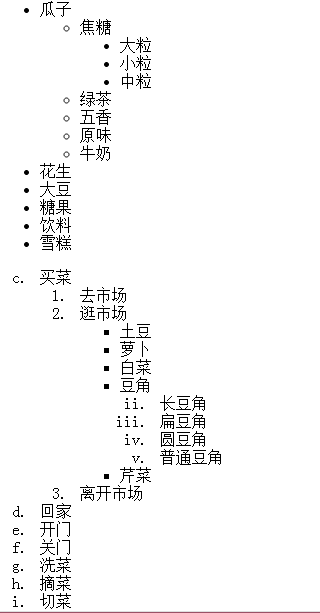 瓜子
焦糖
大粒
小粒
中粒
绿茶
五香
原味
牛奶
花生
大豆
糖果
饮料
雪糕
c. 买菜
1. 去市场
2. 逛市场
土豆
萝卜
白菜
豆角
ii. 长豆角
iii. 扁豆角
iv. 圆豆角
v. 普通豆角
芹菜
3. 离开市场
d. 回家
e. 开门
f. 关门
g. 洗菜
h. 摘菜
i. 切菜